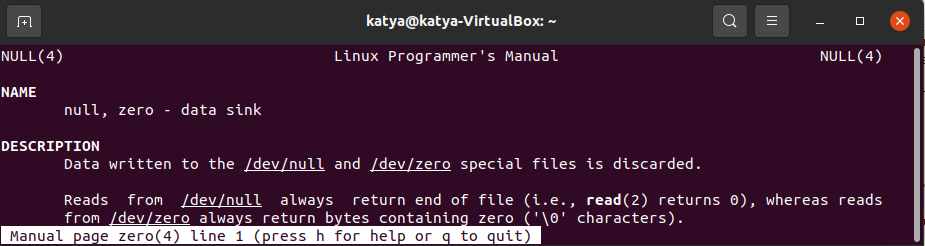 katya@katya-VirtualBox: ~
NULL(4) Linux Programmer's Manual NULL(4)
NAME
null, zero - data sink
DESCRIPTION
Data written to the /dev/null and /dev/zero special files is discarded.
Reads from /dev/null always return end of file (i.e., read(2) returns 0), whereas reads
from /dev/zero always return bytes containing zero ('\0' characters).
Manual page zero(4) line 1 (press h for help or q to quit)